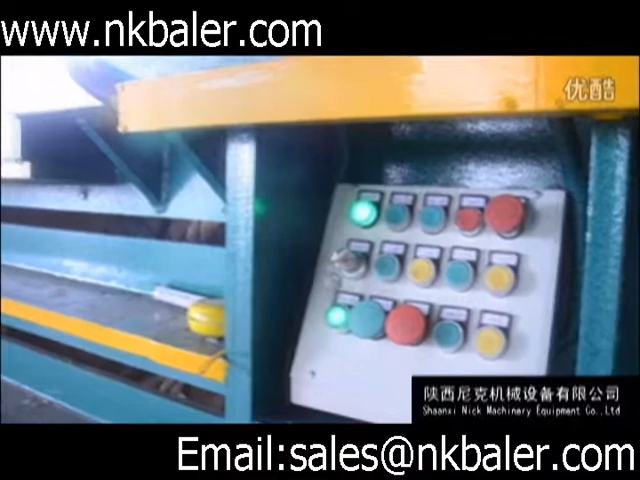 www.nkbaler.com
优酷
陕西尼克机械设备有限公司
Shaanxi Nick Machinery Equipment Co.,Ltd
Email:sales@nkbaler.com